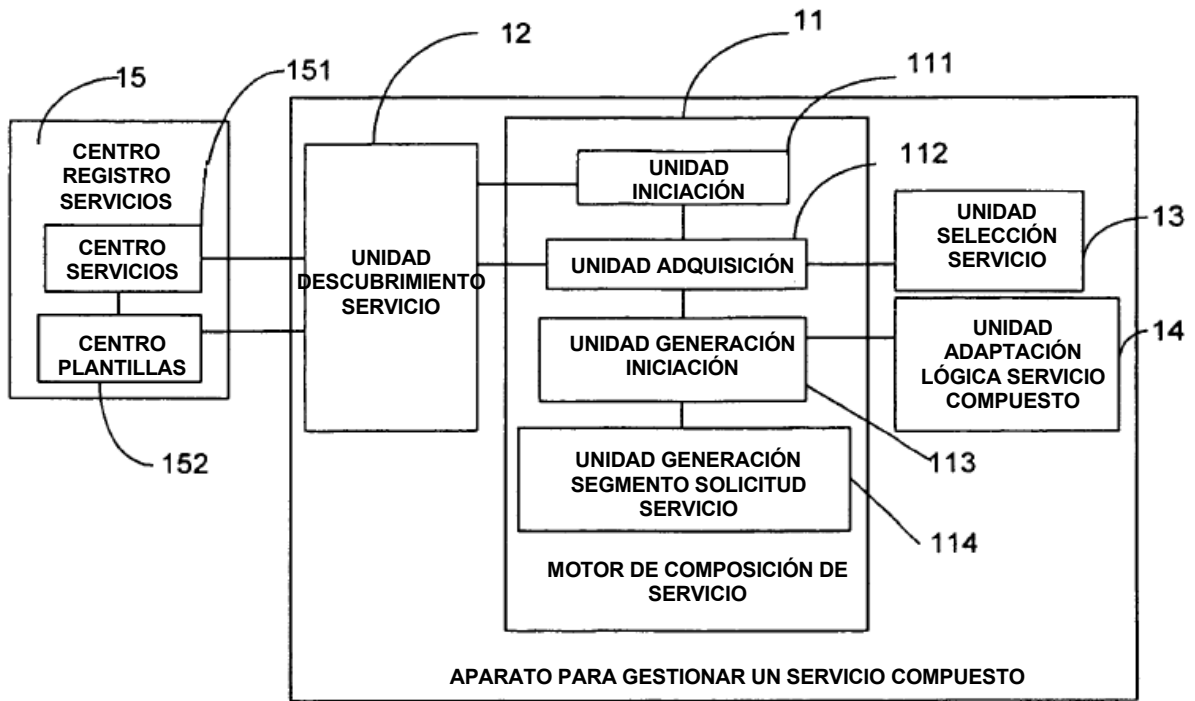 15
CENTRO
REGISTRO
SERVICIOS
151
CENTRO
SERVICIOS
CENTRO
PLANTILLAS
152
12
UNIDAD
DESCUBRIMIENTO
SERVICIO
11
111
UNIDAD
INICIACIÓN
112
UNIDAD ADQUISICIÓN
UNIDAD GENERACIÓN
INICIACIÓN
113
UNIDAD GENERACIÓN
SEGMENTO SOLICITUD
SERVICIO
114
MOTOR DE COMPOSICIÓN DE
SERVICIO
UNIDAD
SELECCIÓN
SERVICIO
13
UNIDAD
ADAPTACIÓN
LÓGICA SERVICIO
COMPUESTO
14
APARATO PARA GESTIONAR UN SERVICIO COMPUESTO